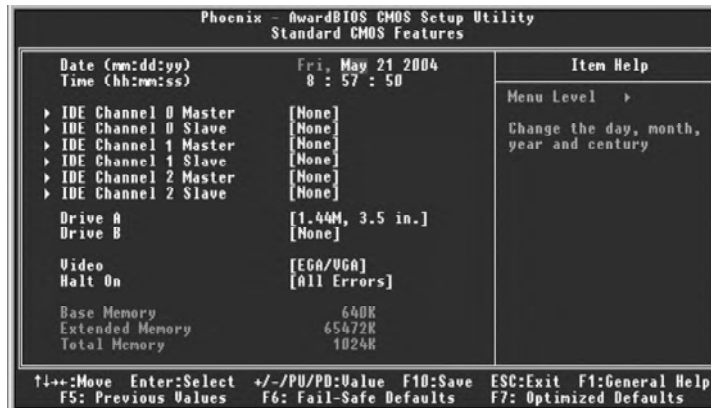 Phoenix - AwardBIOS CMOS Setup Utility
Standard CMOS Features
Date (mm:dd:yy) Fri, May 21 2004
Time (hh:mm:ss) 8 : 57 : 50
IDE Channel 0 Master [None]
IDE Channel 0 Slave [None]
IDE Channel 1 Master [None]
IDE Channel 1 Slave [None]
IDE Channel 2 Master [None]
IDE Channel 2 Slave [None]
Drive A [1.44M, 3.5 in.]
Drive B [None]
Video [EGA/VGA]
Halt On [All Errors]
Base Memory 640K
Extended Memory 65472K
Total Memory 1024K
Item Help
Menu Level
Change the day, month,
year and century
↑↓→←:Move Enter:Select +/-/PU/PD:Value F10:Save ESC:Exit F1:General Help
F5: Previous Values F6: Fail-Safe Defaults F7: Optimized Defaults